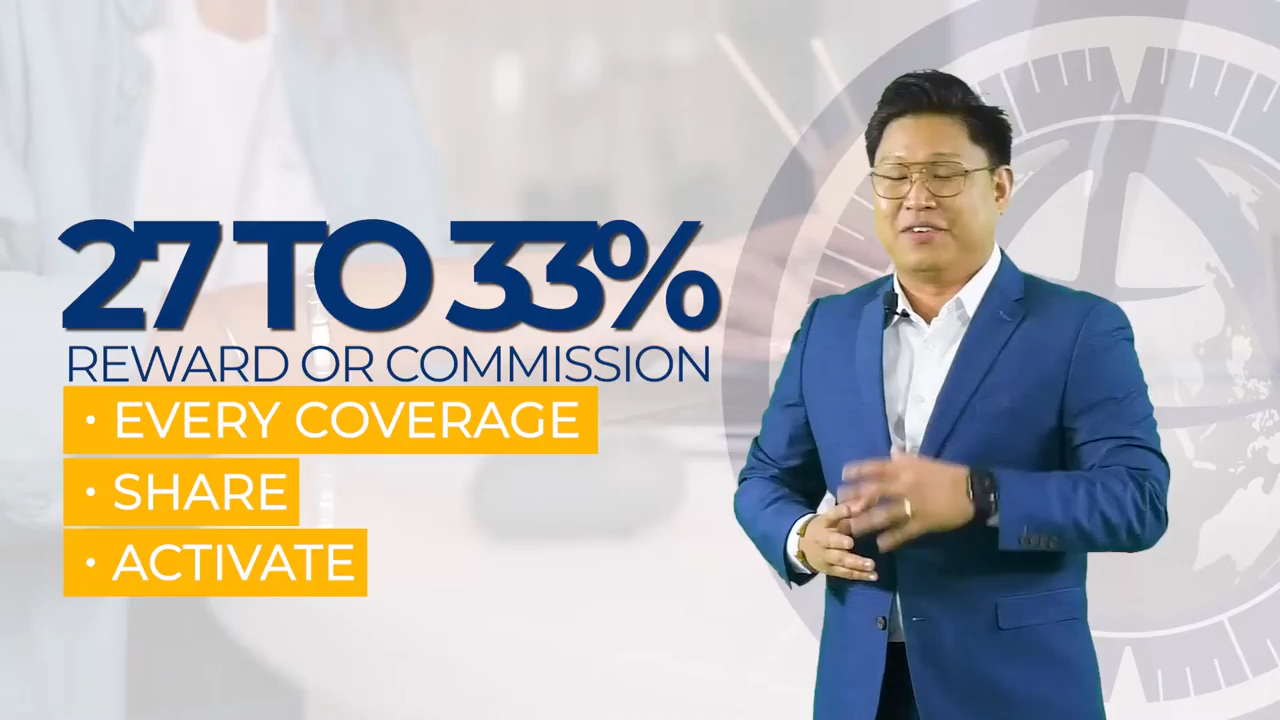 27 TO 33%
REWARD OR COMMISSION
• EVERY COVERAGE
• SHARE
• ACTIVATE